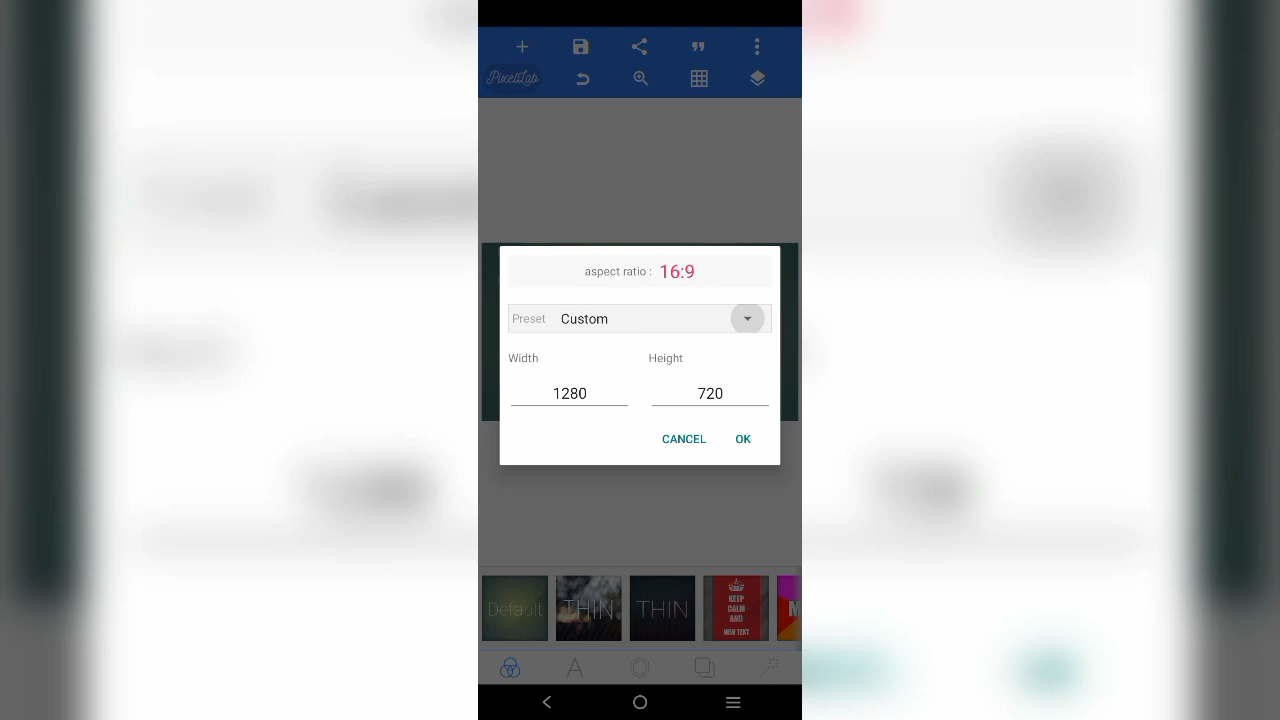 PixelLab
aspect ratio : 16:9
Preset Custom
Width Height
1280 720
CANCEL OK
Default THIN THIN KEEP
CALM
AND
NEW TEXT